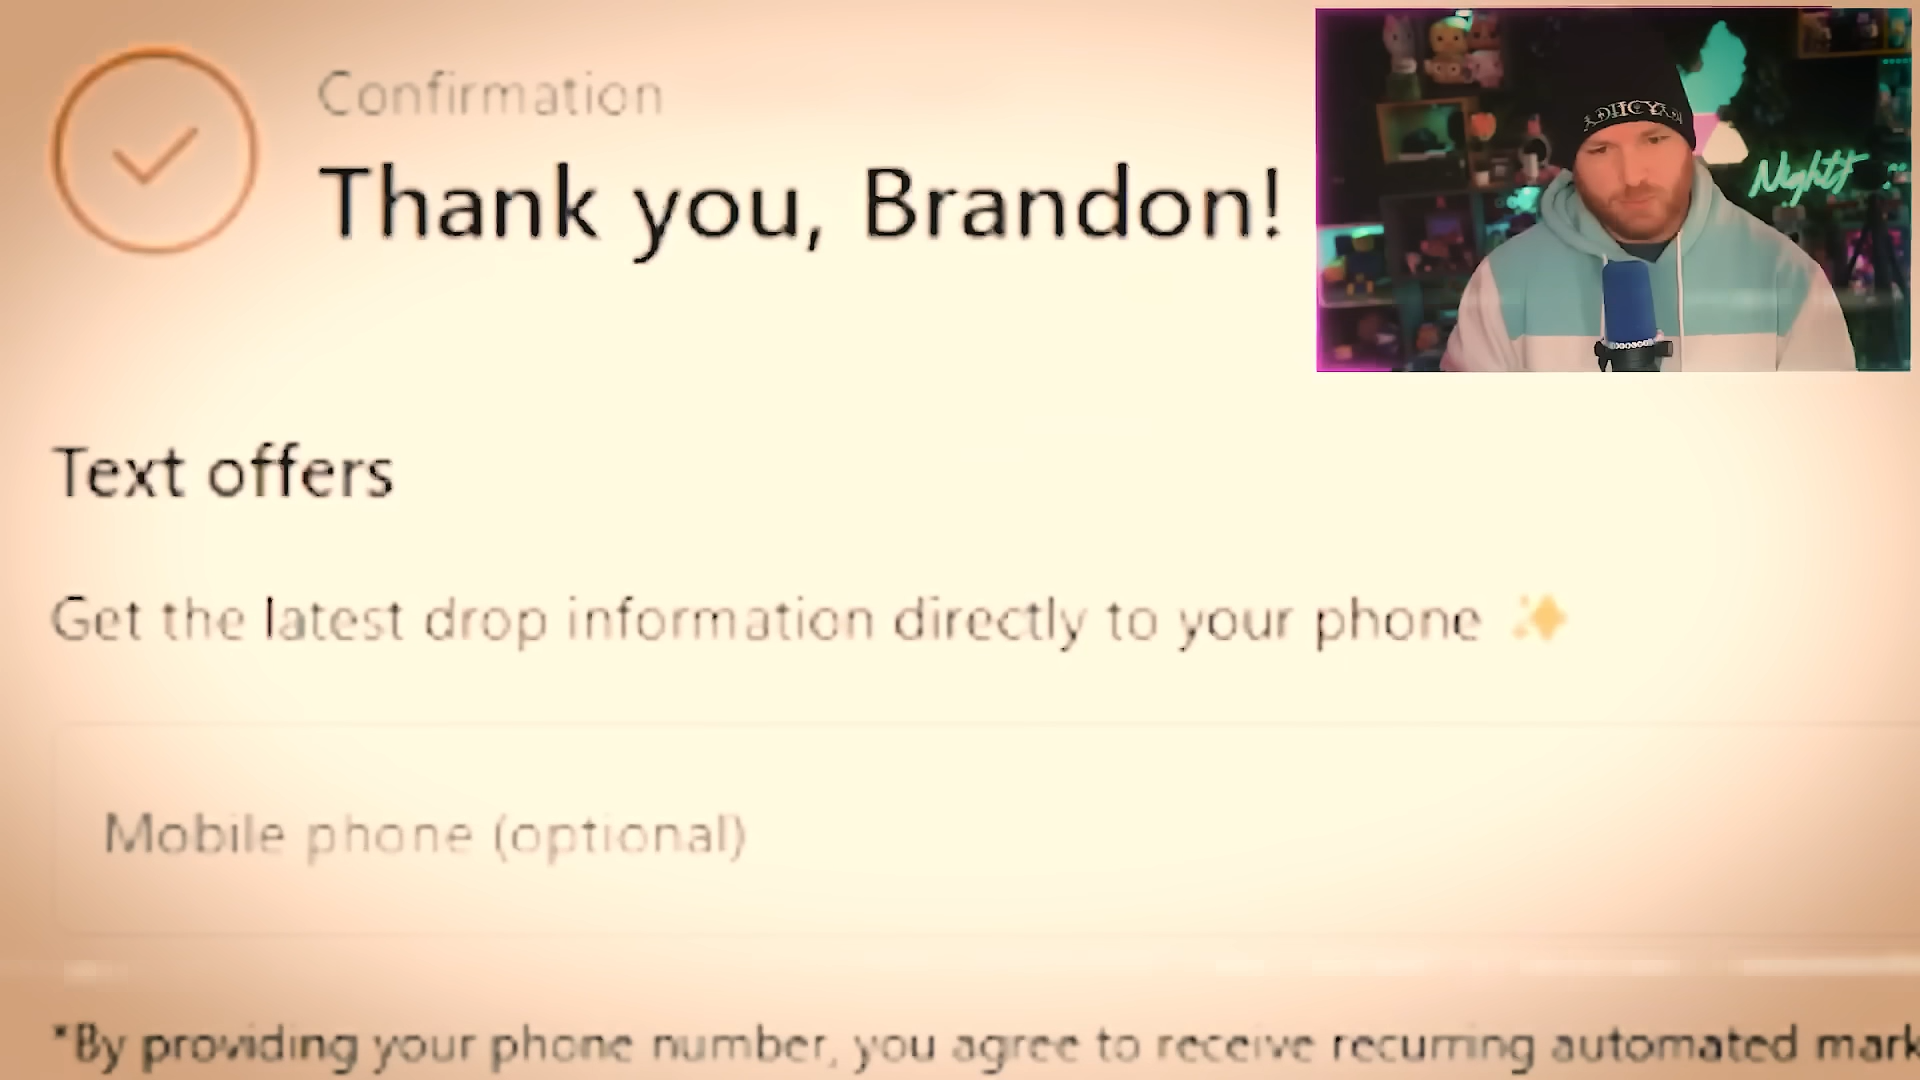 Confirmation
Thank you, Brandon!
Text offers
Get the latest drop information directly to your phone ✨
Mobile phone (optional)
*By providing your phone number, you agree to receive recurring automated mark
Night